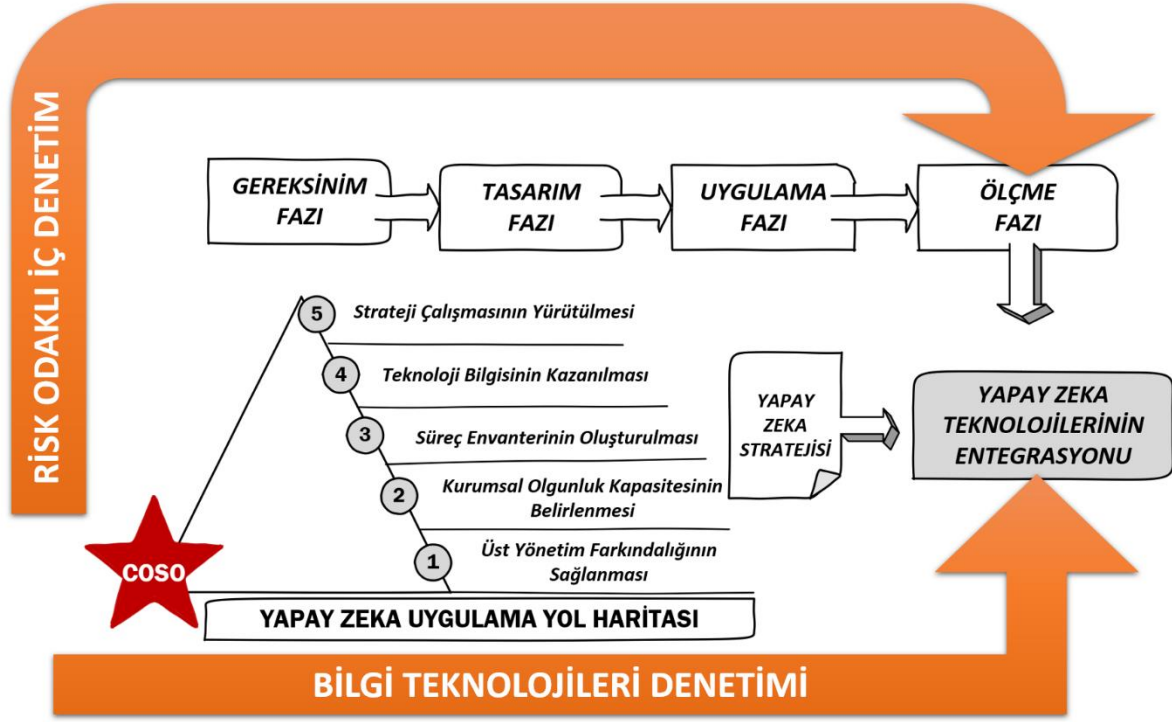 RİSK ODAKLI İÇ DENETİM
GEREKSİNİM
FAZI
TASARIM
FAZI
UYGULAMA
FAZI
ÖLÇME
FAZI
5
Strateji Çalışmasının Yürütülmesi
4
Teknoloji Bilgisinin Kazanılması
3
Süreç Envanterinin Oluşturulması
2
Kurumsal Olgunluk Kapasitesinin
Belirlenmesi
1
Üst Yönetim Farkındalığının
Sağlanması
YAPAY
ZEKA
STRATEJİSİ
YAPAY ZEKA
TEKNOLOJİLERİNİN
ENTEGRASYONU
COSO
YAPAY ZEKA UYGULAMA YOL HARİTASI
BİLGİ TEKNOLOJİLERİ DENETİMİ